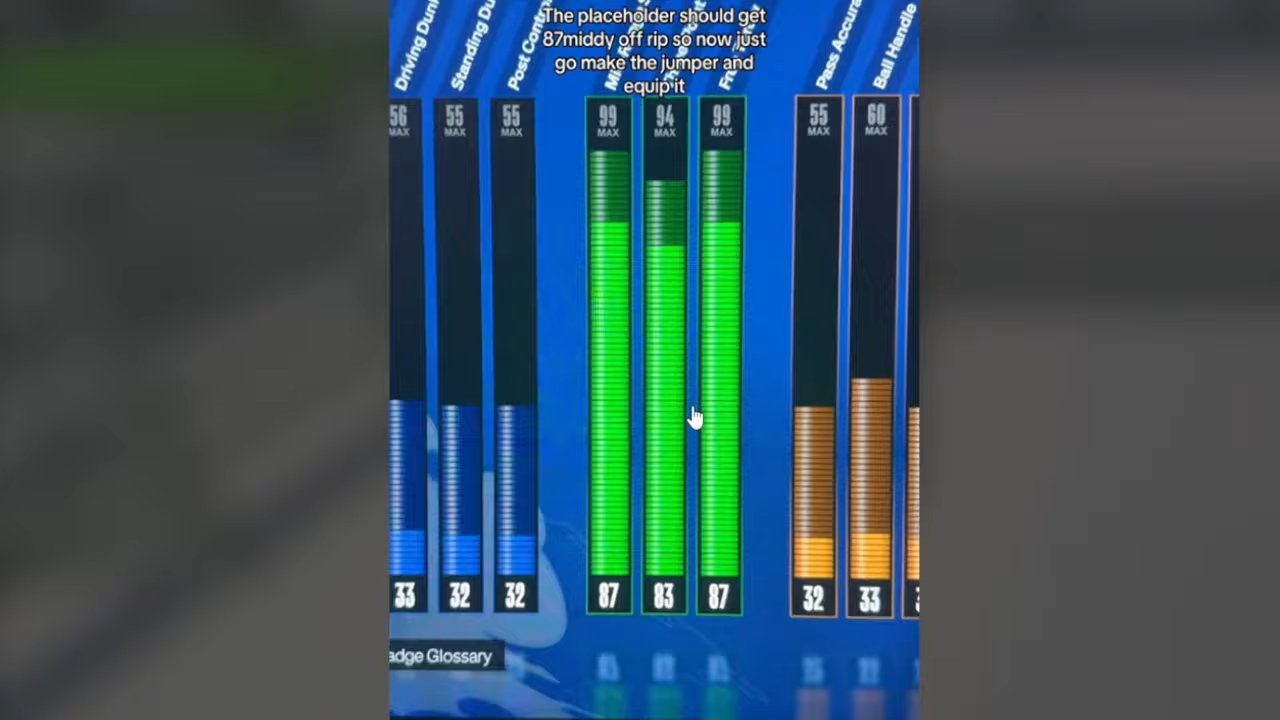 The placeholder should get
87middy off rip so now just
go make the jumper and
equip it
Driving Dun
Standing Du
Post Cont
Pass Accura
Ball Handle
56
MAX
55
MAX
55
MAX
99
MAX
94
MAX
99
MAX
55
MAX
60
MAX
33
32
32
87
83
87
32
33
adge Glossary